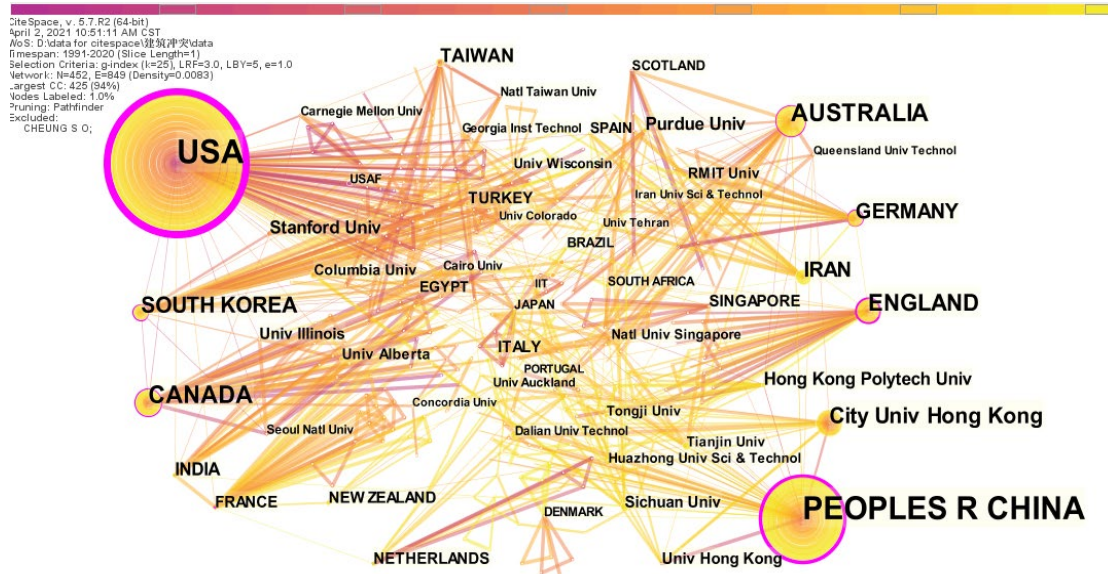 CiteSpace, v. 5.7.R2 (64-bit)
April 2, 2021 10:51:11 AM CST
WoS: D:\data for citespace\建筑冲突\data
Timespan: 1991-2020 (Slice Length=1)
Selection Criteria: g-index (k=25), LRF=3.0, LBY=5, e=1.0
Network: N=452, E=849 (Density=0.0083)
Largest CC: 425 (94%)
Nodes Labeled: 1.0%
Pruning: Pathfinder
Excluded:
CHEUNG S O;
TAIWAN
SCOTLAND
Natl Taiwan Univ
Carnegie Mellon Univ
AUSTRALIA
Georgia Inst Technol
SPAIN
Purdue Univ
USA
Queensland Univ Technol
Univ Wisconsin
RMIT Univ
USAF
TURKEY
Iran Univ Sci & Technol
GERMANY
Univ Colorado
Stanford Univ
Univ Tehran
BRAZIL
Columbia Univ
Cairo Univ
IRAN
EGYPT
IIT
SOUTH AFRICA
SOUTH KOREA
JAPAN
SINGAPORE
ENGLAND
Univ Illinois
Natl Univ Singapore
Univ Alberta
ITALY
PORTUGAL
Univ Auckland
Hong Kong Polytech Univ
CANADA
Concordia Univ
Tongji Univ
City Univ Hong Kong
Seoul Natl Univ
Dalian Univ Technol
Tianjin Univ
Huazhong Univ Sci & Technol
INDIA
FRANCE
NEW ZEALAND
Sichuan Univ
PEOPLES R CHINA
DENMARK
NETHERLANDS
Univ Hong Kong